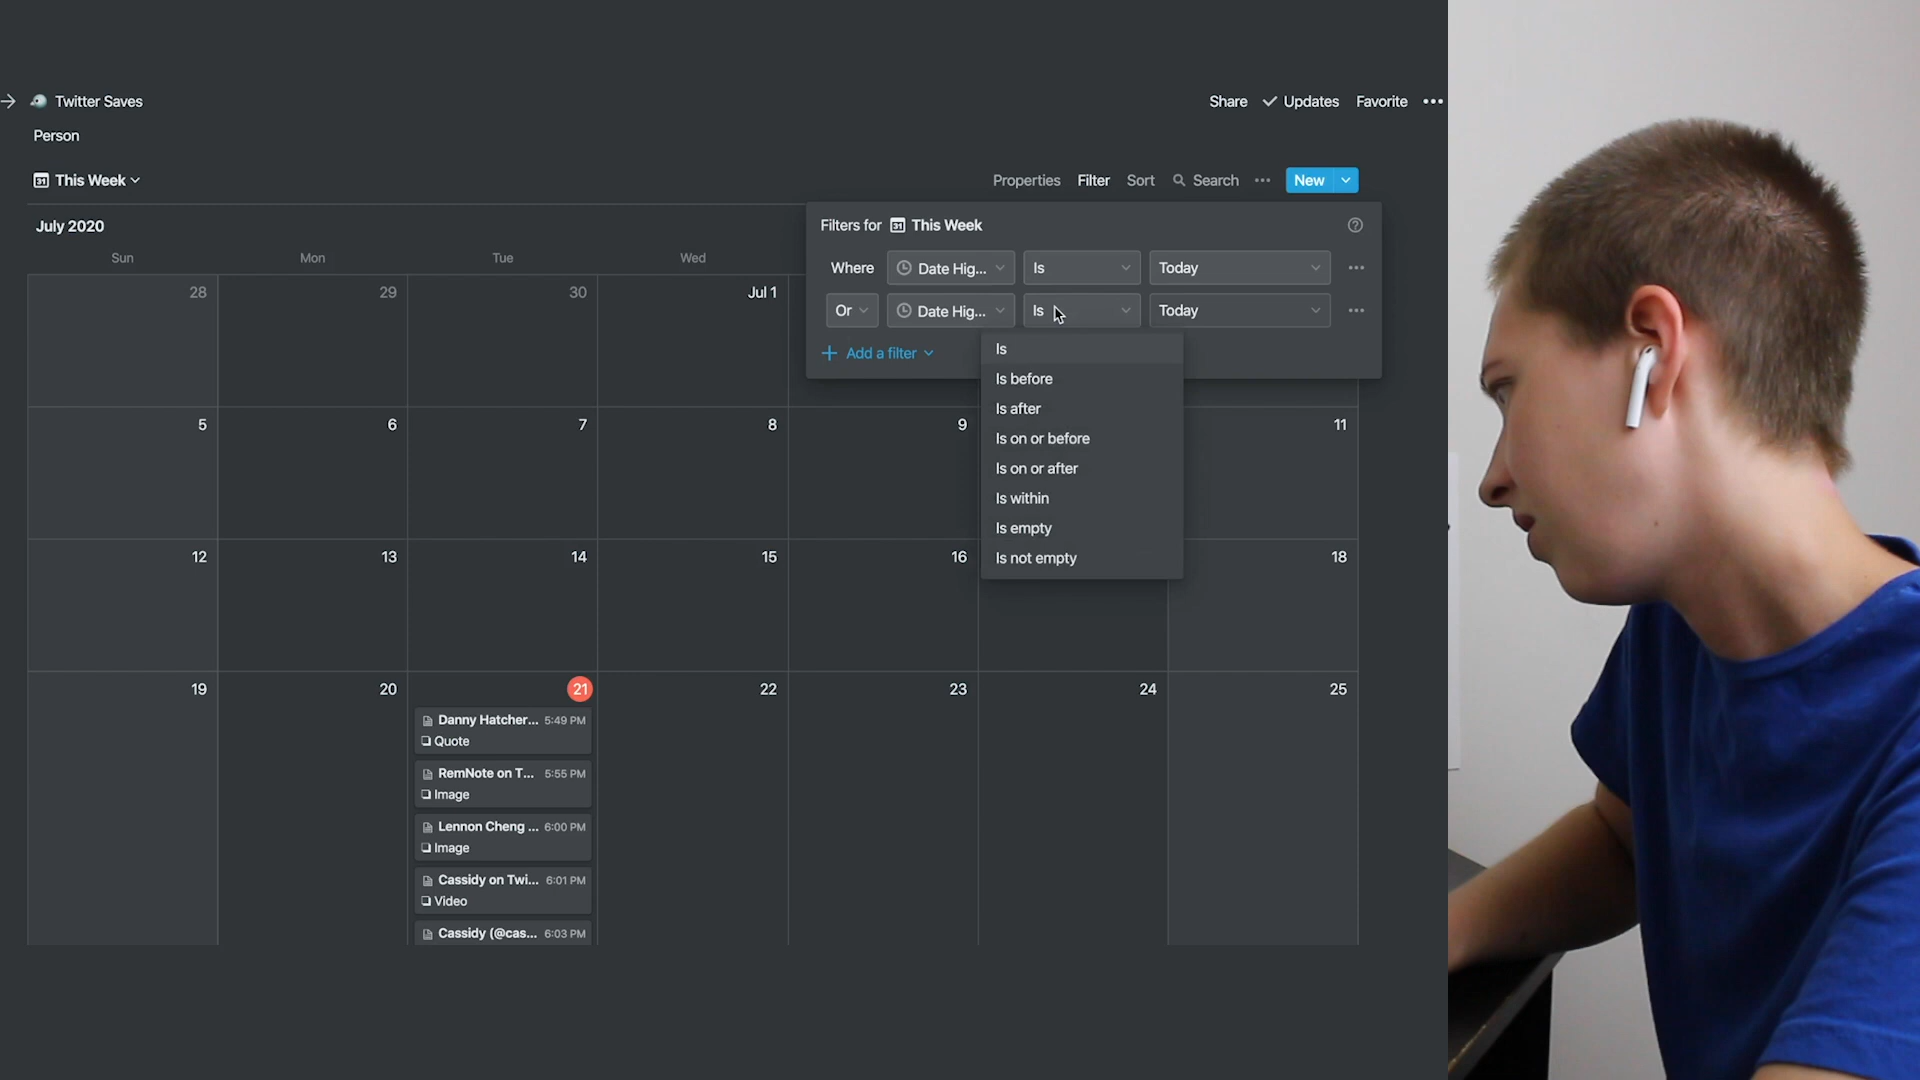 Twitter Saves
Share Updates Favorite
Person
31 This Week
Properties Filter Sort Search New
Filters for 31 This Week
July 2020
Sun Mon Tue Wed
Where Date Hig... Is Today
Or Date Hig... Is Today
Add a filter
Is
Is before
Is after
Is on or before
Is on or after
Is within
Is empty
Is not empty
28 29 30 Jul 1
5 6 7 8 9 11
12 13 14 15 16 18
19 20 21 22 23 24 25
Danny Hatcher... 5:49 PM
Quote
RemNote on T... 5:55 PM
Image
Lennon Cheng ... 6:00 PM
Image
Cassidy on Twi... 6:01 PM
Video
Cassidy (@cas... 6:03 PM